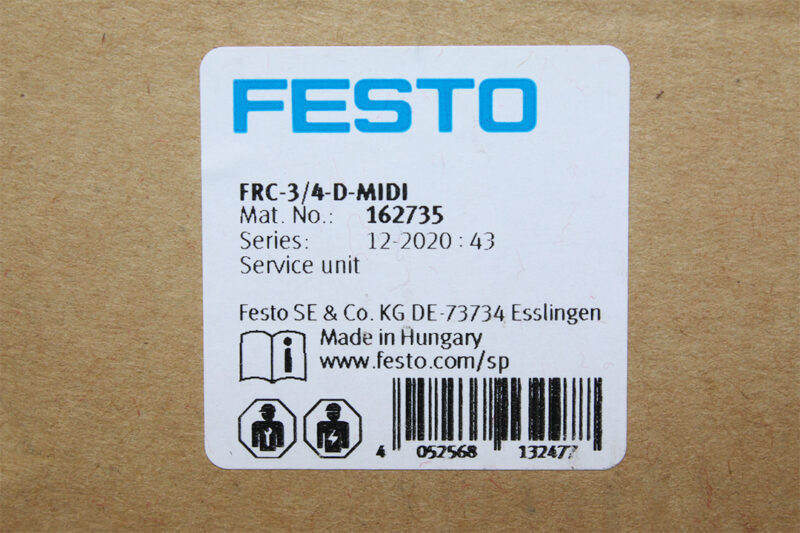 FESTO
FRC-3/4-D-MIDI
Mat. No.: 162735
Series: 12-2020 : 43
Service unit
Festo SE & Co. KG DE-73734 Esslingen
Made in Hungary
www.festo.com/sp
4 052568 132477